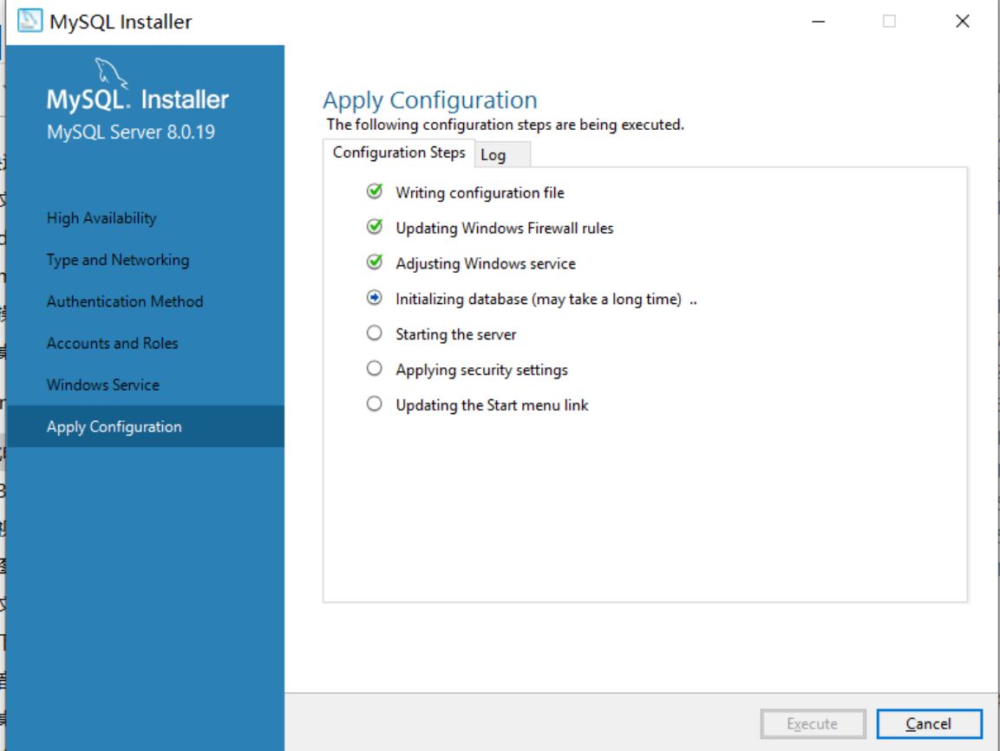 MySQL Installer
MySQL. Installer
MySQL Server 8.0.19
High Availability
Type and Networking
Authentication Method
Accounts and Roles
Windows Service
Apply Configuration
Apply Configuration
The following configuration steps are being executed.
Configuration Steps
Log
Writing configuration file
Updating Windows Firewall rules
Adjusting Windows service
Initializing database (may take a long time) ..
Starting the server
Applying security settings
Updating the Start menu link
Execute
Cancel